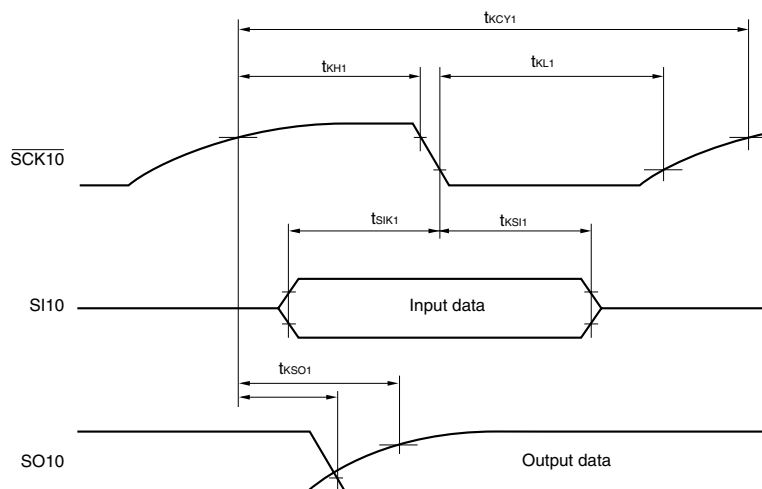 tKCY1
tKH1
tKL1
SCK10
tSIK1
tKSI1
SI10
Input data
tKSO1
SO10
Output data